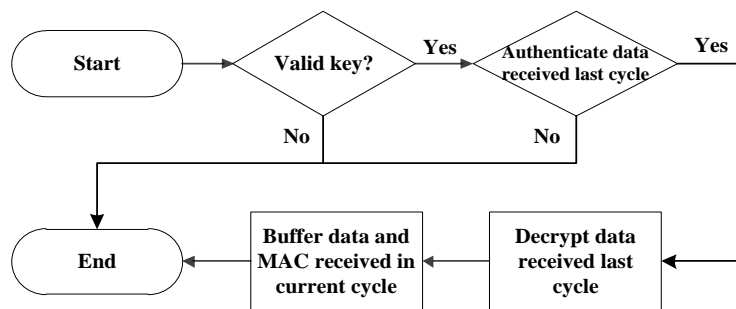 Start
Valid key?
Yes
Authenticate data
received last cycle
Yes
No
No
End
Buffer data and
MAC received in
current cycle
Decrypt data
received last
cycle